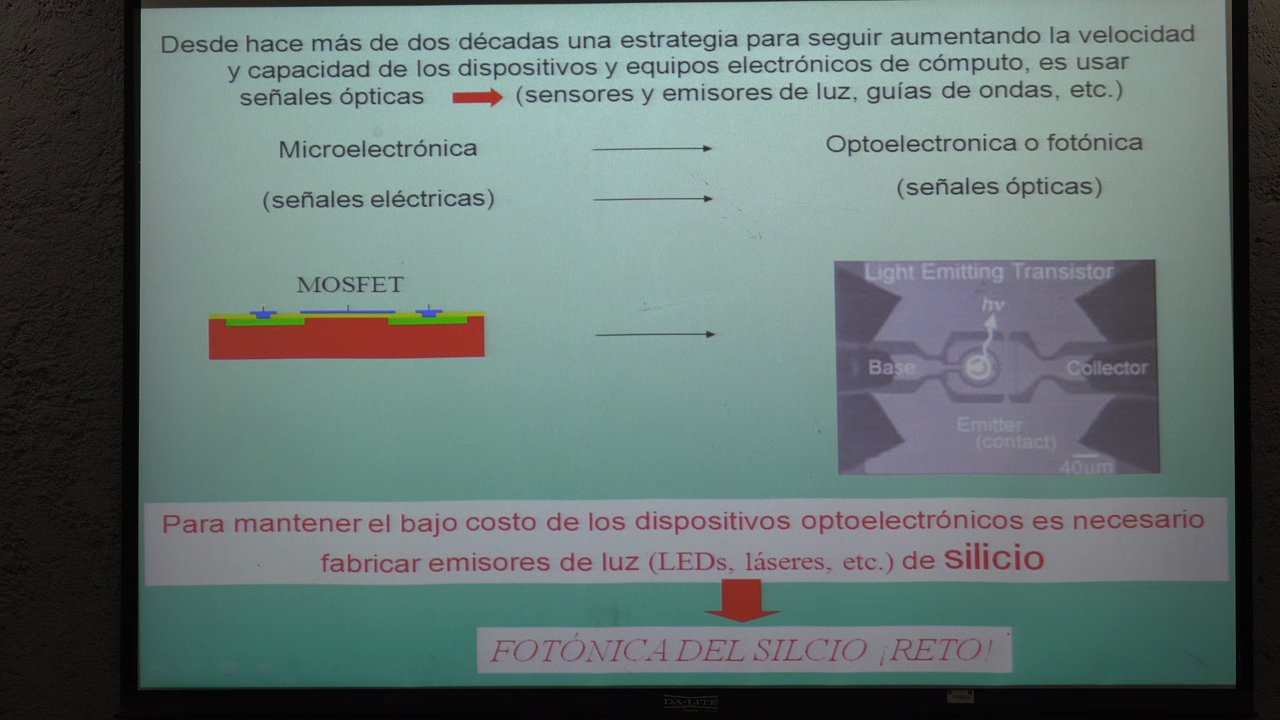 Desde hace más de dos décadas una estrategia para seguir aumentando la velocidad
y capacidad de los dispositivos y equipos electrónicos de cómputo, es usar
señales ópticas (sensores y emisores de luz, guías de ondas, etc.)
Microelectrónica
Optoelectronica o fotónica
(señales eléctricas)
(señales ópticas)
MOSFET
Light Emitting Transistor
hν
Base
Collector
Emitter
(contact)
40μm
Para mantener el bajo costo de los dispositivos optoelectrónicos es necesario
fabricar emisores de luz (LEDs, láseres, etc.) de silicio
FOTÓNICA DEL SILCIO ¡RETO!
DA-LITE